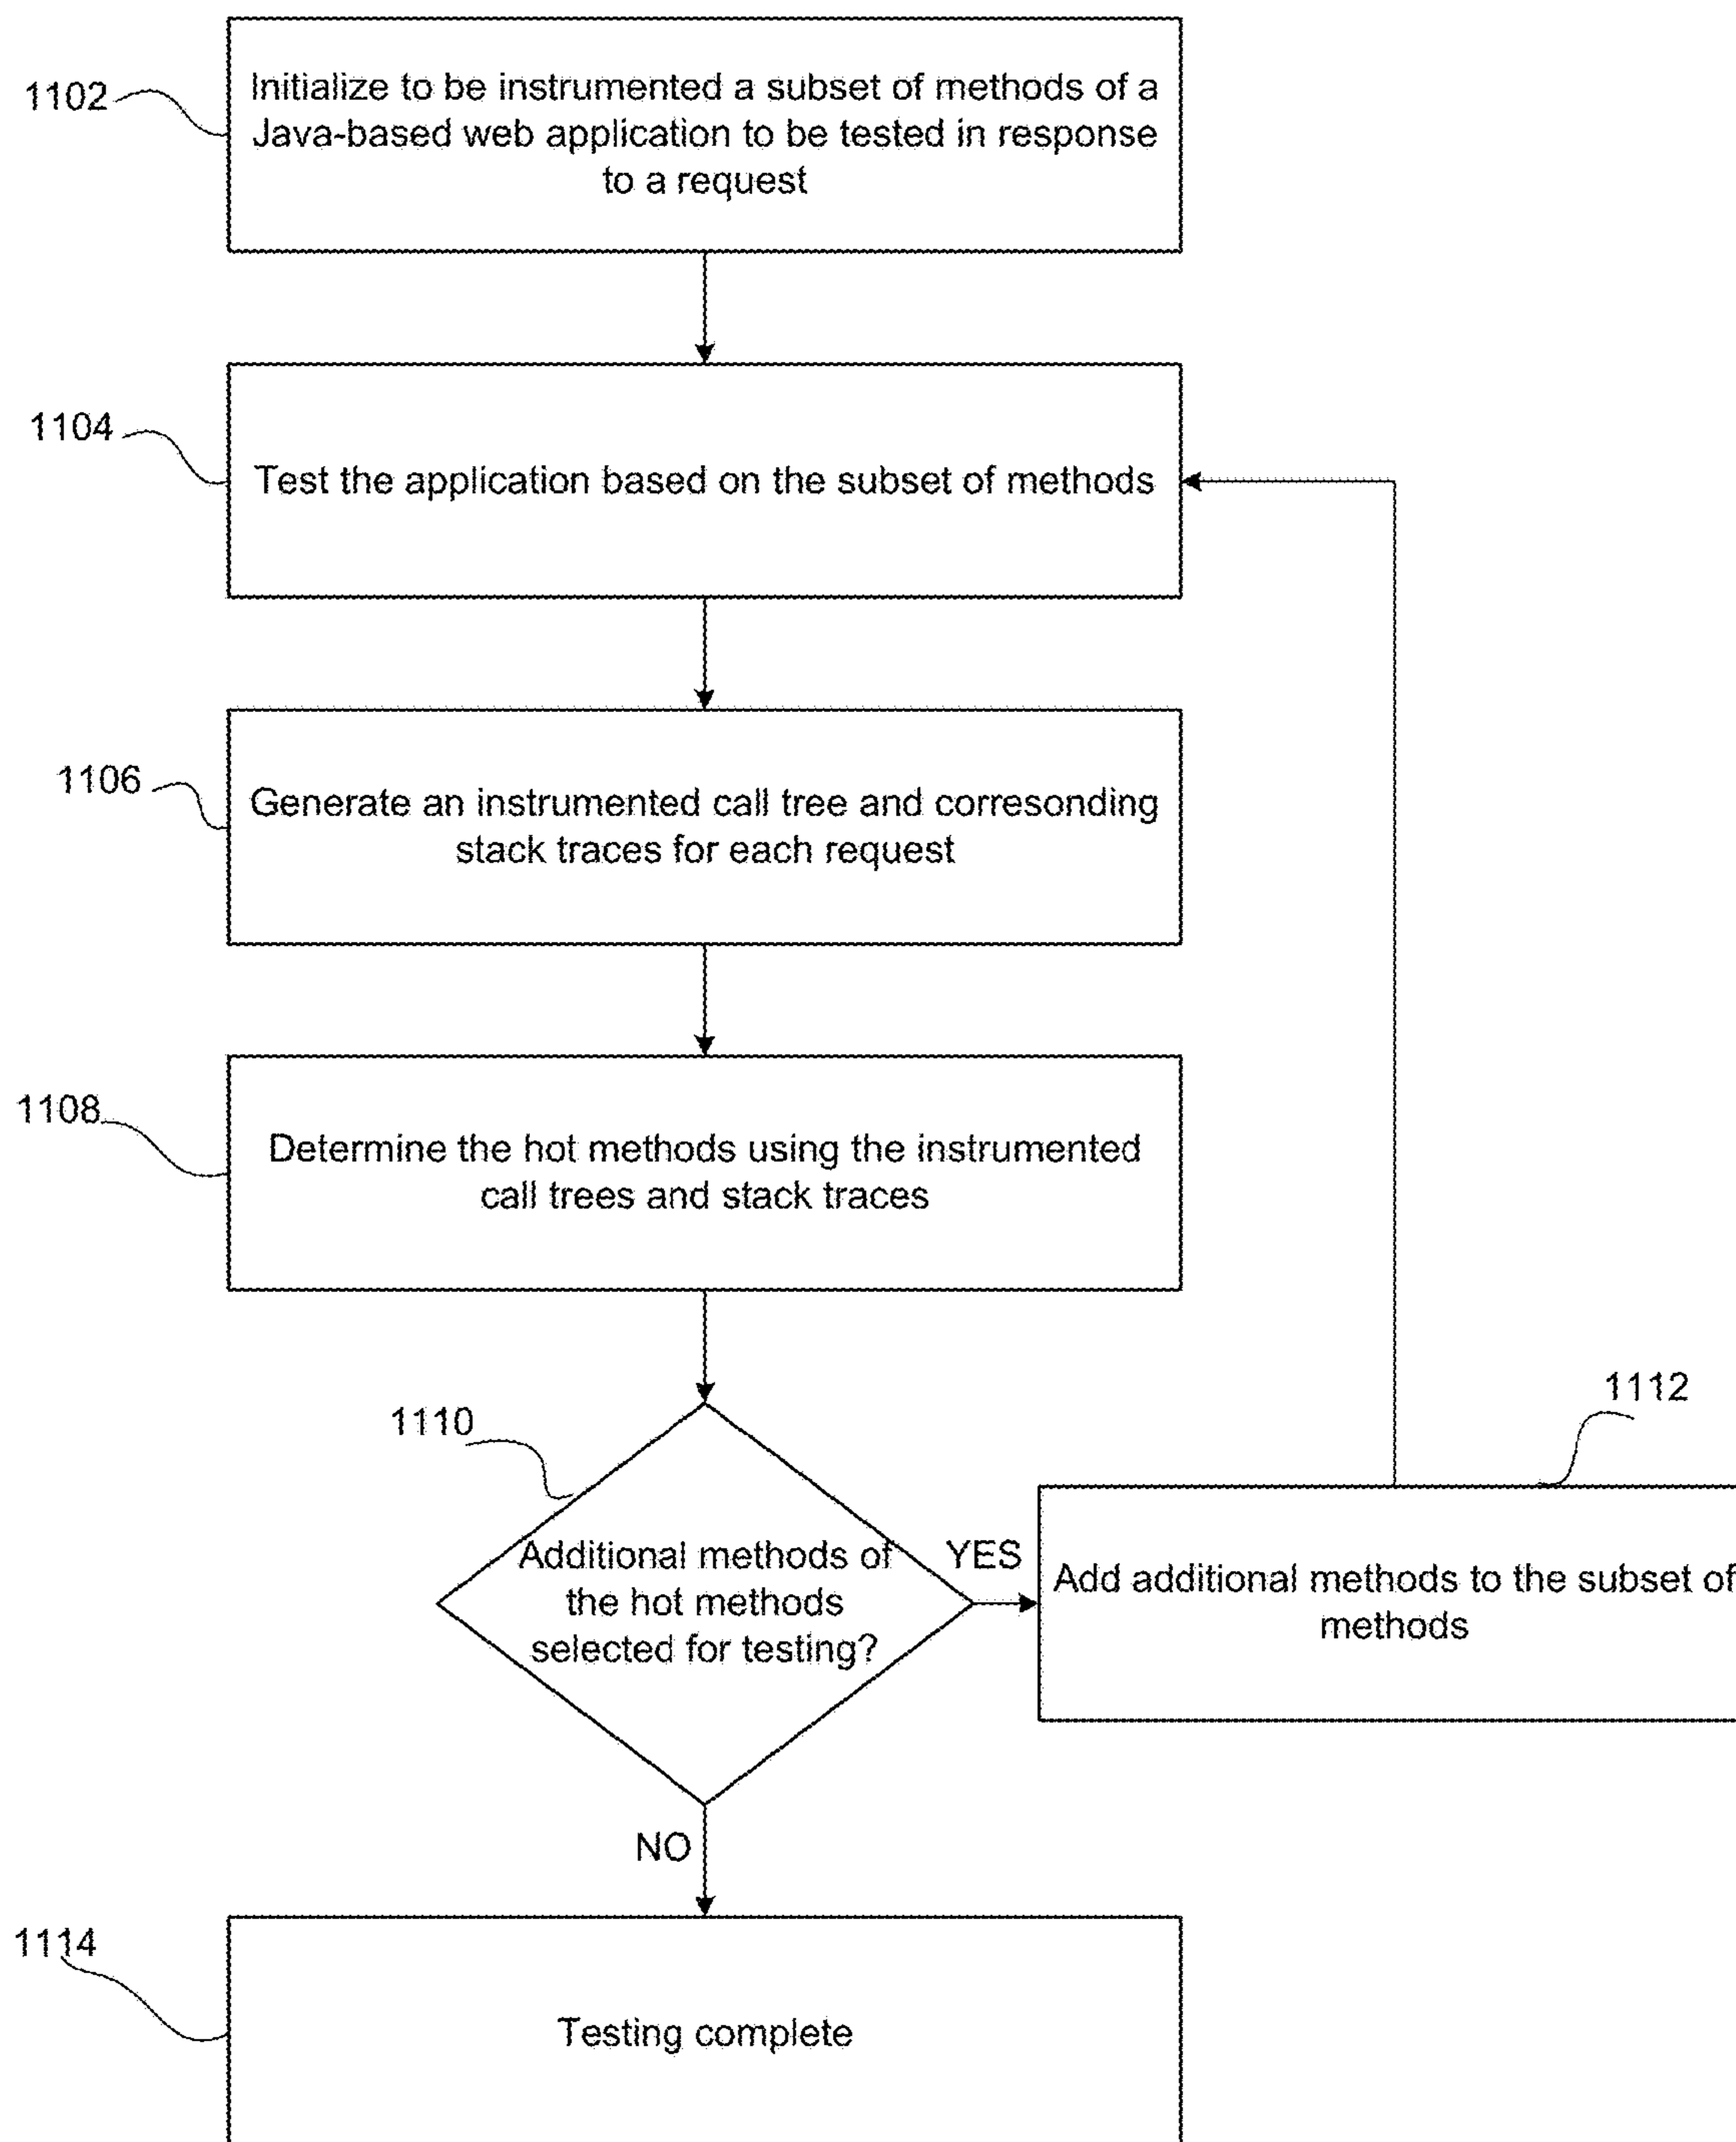 1102
Initialize to be instrumented a subset of methods of a
Java-based web application to be tested in response
to a request
1104
Test the application based on the subset of methods
1106
Generate an instrumented call tree and corresonding
stack traces for each request
1108
Determine the hot methods using the instrumented
call trees and stack traces
1110
Additional methods of
the hot methods
selected for testing?
YES
1112
Add additional methods to the subset of
methods
NO
1114
Testing complete